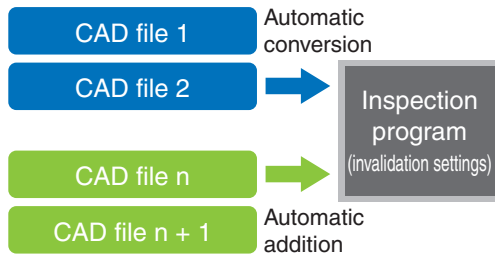 CAD file 1
Automatic
conversion
CAD file 2
Inspection
program
(invalidation settings)
CAD file n
CAD file n + 1
Automatic
addition